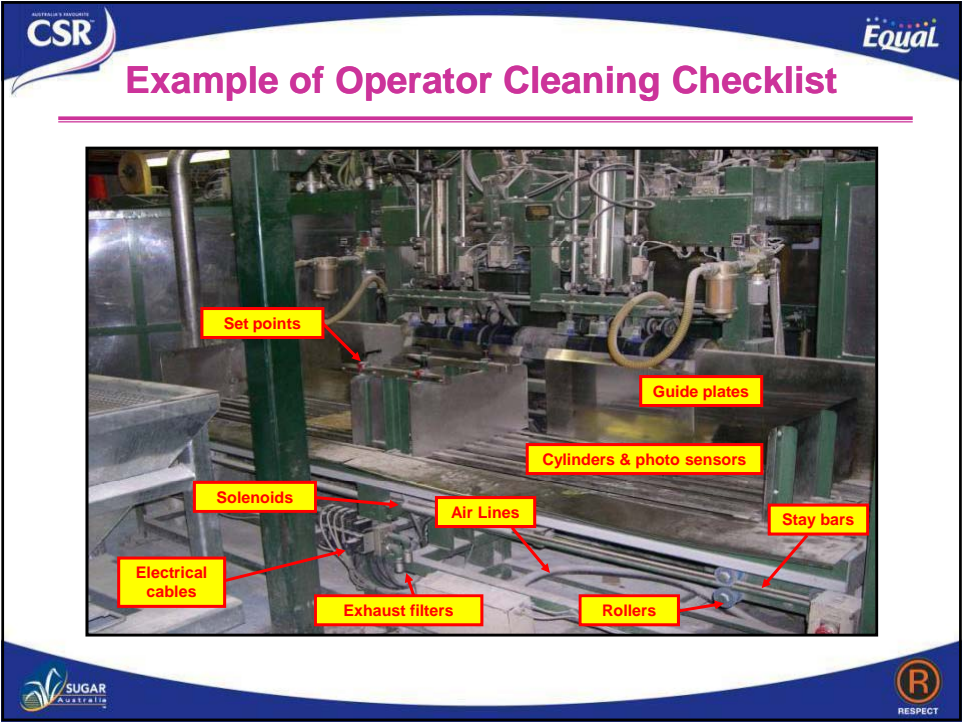 AUSTRALIA'S FAVOURITE
CSR
EQUAL
Example of Operator Cleaning Checklist
Set points
Guide plates
Cylinders & photo sensors
Solenoids
Air Lines
Stay bars
Electrical
cables
Exhaust filters
Rollers
SUGAR
Australia
R
RESPECT